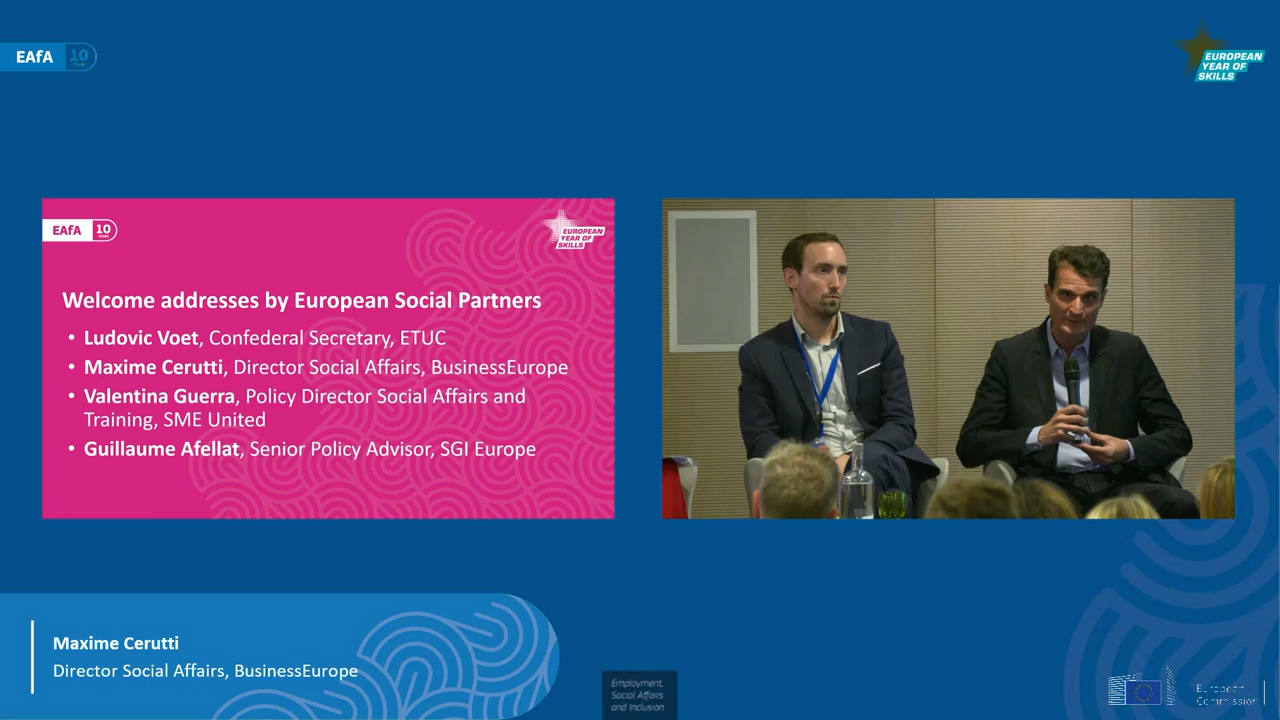 EAfA 10 YEARS
EUROPEAN
YEAR OF
SKILLS
EAfA 10 YEARS
EUROPEAN
YEAR OF
SKILLS
Welcome addresses by European Social Partners
• Ludovic Voet, Confederal Secretary, ETUC
• Maxime Cerutti, Director Social Affairs, BusinessEurope
• Valentina Guerra, Policy Director Social Affairs and
Training, SME United
• Guillaume Afellat, Senior Policy Advisor, SGI Europe
Maxime Cerutti
Director Social Affairs, BusinessEurope
Employment,
Social Affairs
and Inclusion
European
Commission